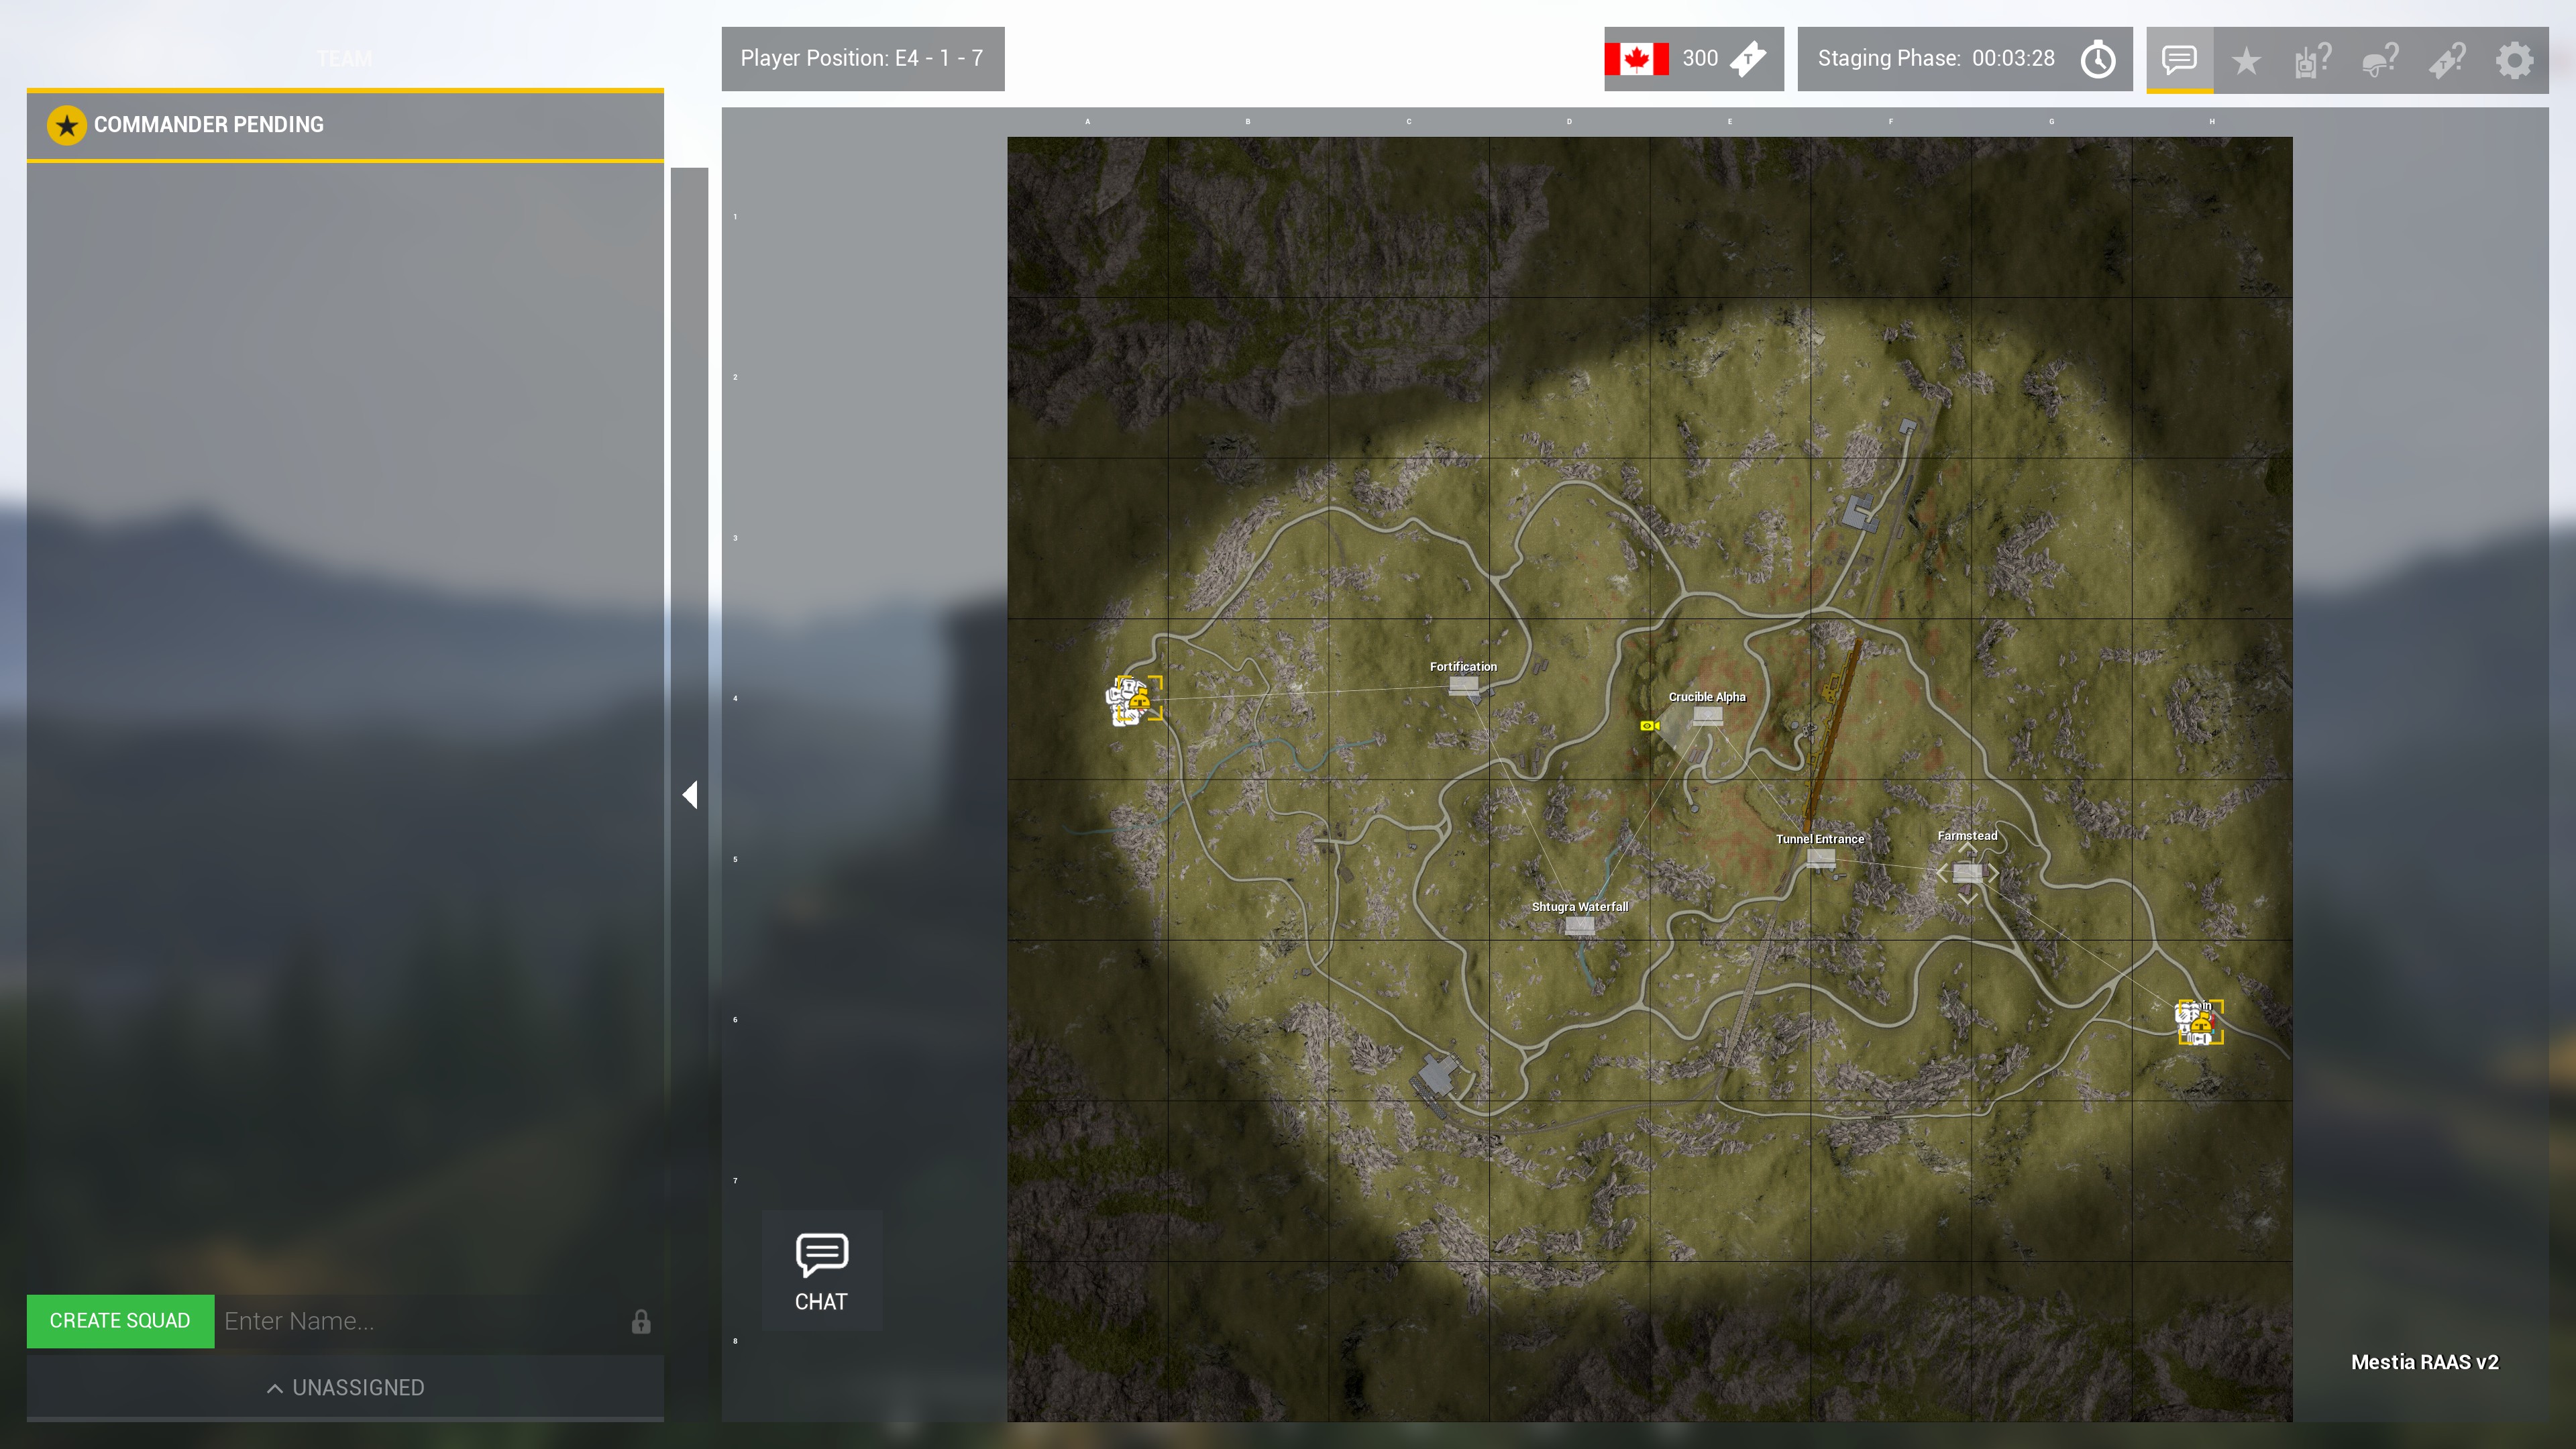 TEAM
Player Position: E4 - 1 - 7
300
Staging Phase: 00:03:28
COMMANDER PENDING
A B C D E F G H
1
2
3
4
5
6
7
8
Fortification
Crucible Alpha
Tunnel Entrance
Farmstead
Shtugra Waterfall
CHAT
CREATE SQUAD
Enter Name...
UNASSIGNED
Mestia RAAS v2